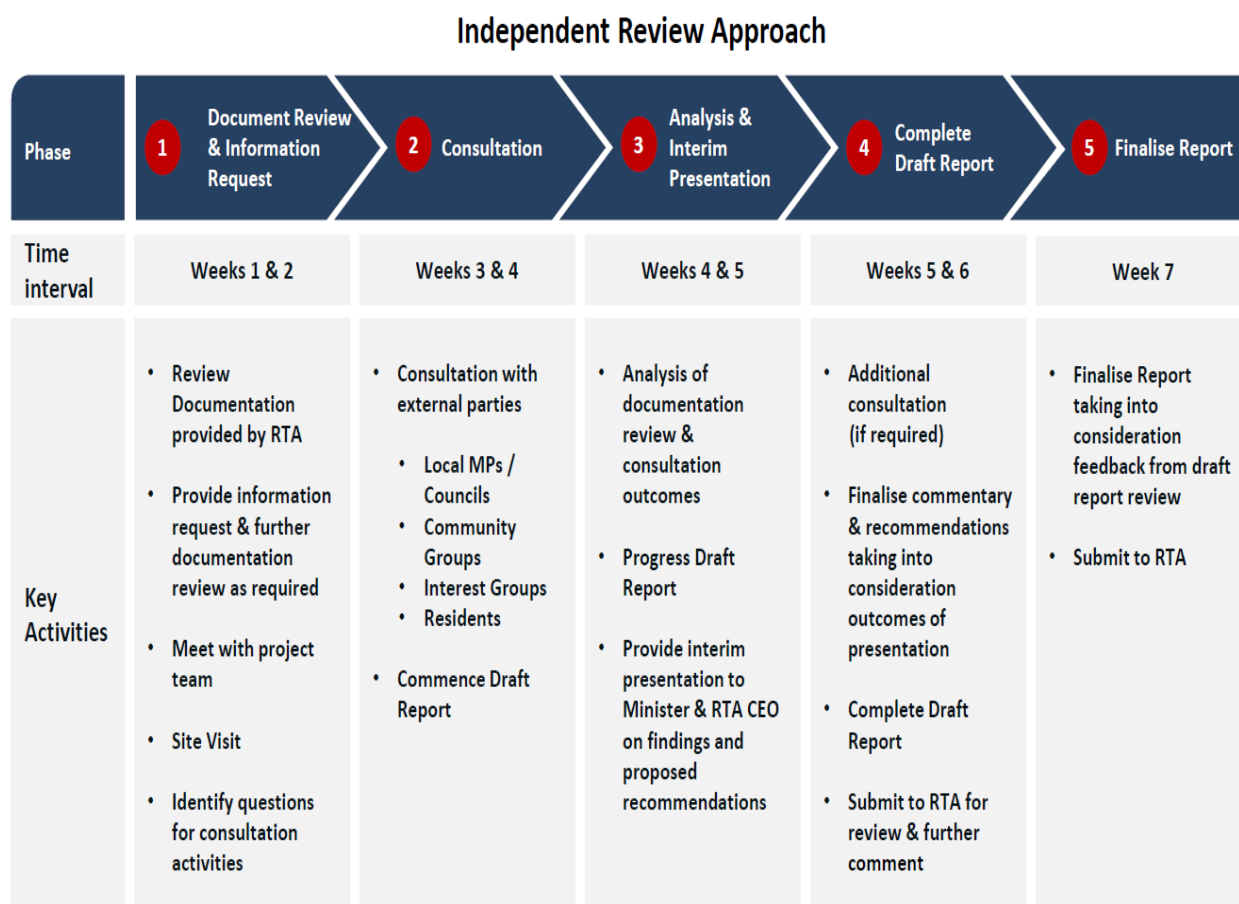 Independent Review Approach
Phase
1
Document Review
& Information
Request
2
Consultation
3
Analysis &
Interim
Presentation
4
Complete
Draft Report
5
Finalise Report
Time
interval
Weeks 1 & 2
Weeks 3 & 4
Weeks 4 & 5
Weeks 5 & 6
Week 7
Key
Activities
• Review
Documentation
provided by RTA
• Provide information
request & further
documentation
review as required
• Meet with project
team
• Site Visit
• Identify questions
for consultation
activities
• Consultation with
external parties
• Local MPs /
Councils
• Community
Groups
• Interest Groups
• Residents
• Commence Draft
Report
• Analysis of
documentation
review &
consultation
outcomes
• Progress Draft
Report
• Provide interim
presentation to
Minister & RTA CEO
on findings and
proposed
recommendations
• Additional
consultation
(if required)
• Finalise commentary
& recommendations
taking into
consideration
outcomes of
presentation
• Complete Draft
Report
• Submit to RTA for
review & further
comment
• Finalise Report
taking into
consideration
feedback from draft
report review
• Submit to RTA